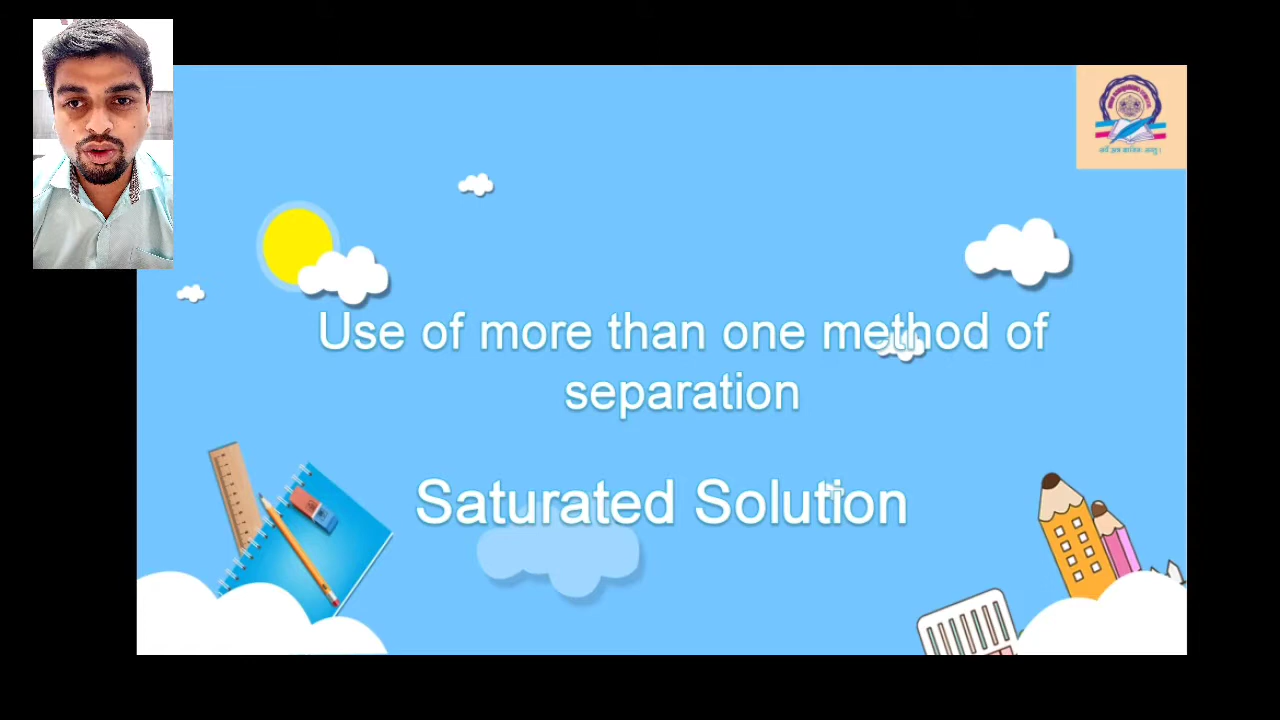 Use of more than one method of
separation
Saturated Solution